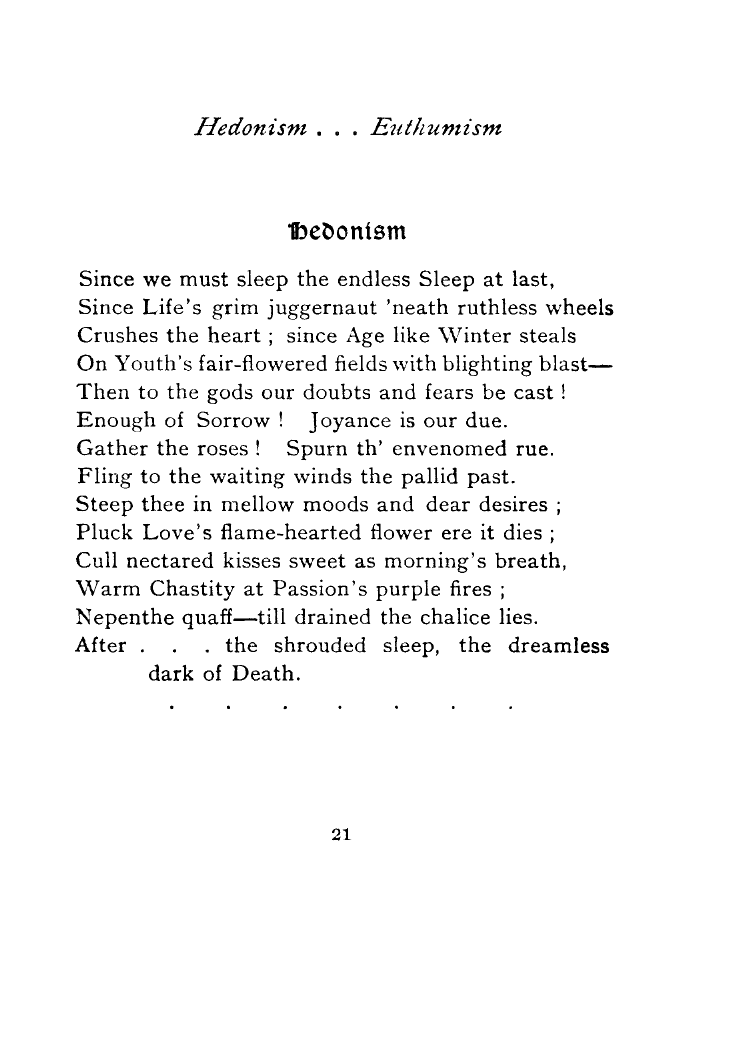 Hedonism . . . Euthumism
Hedonism
Since we must sleep the endless Sleep at last,
Since Life's grim juggernaut 'neath ruthless wheels
Crushes the heart ; since Age like Winter steals
On Youth's fair-flowered fields with blighting blast—
Then to the gods our doubts and fears be cast !
Enough of Sorrow ! Joyance is our due.
Gather the roses ! Spurn th' envenomed rue.
Fling to the waiting winds the pallid past.
Steep thee in mellow moods and dear desires ;
Pluck Love's flame-hearted flower ere it dies ;
Cull nectared kisses sweet as morning's breath,
Warm Chastity at Passion's purple fires ;
Nepenthe quaff—till drained the chalice lies.
After . . . the shrouded sleep, the dreamless
dark of Death.
. . . . . . .
21